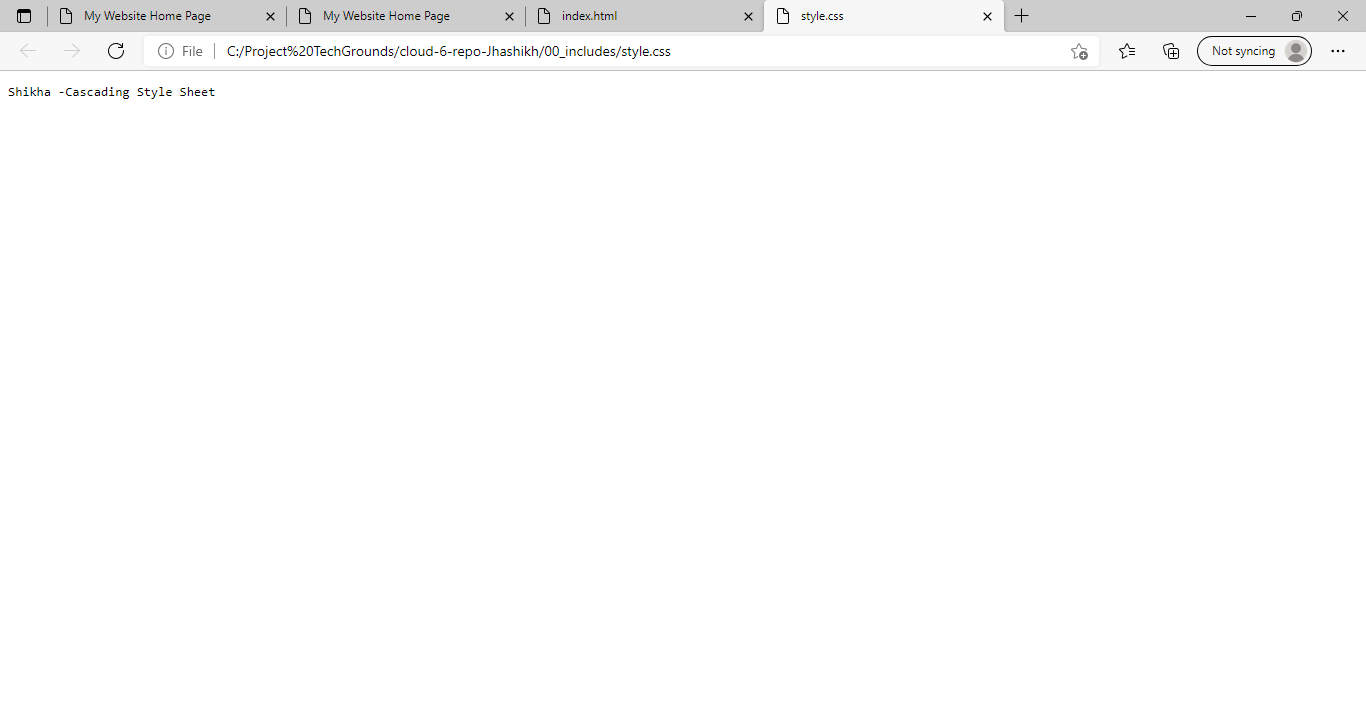 My Website Home Page
My Website Home Page
index.html
style.css
File
C:/Project%20TechGrounds/cloud-6-repo-Jhashikh/00_includes/style.css
Not syncing
Shikha -Cascading Style Sheet